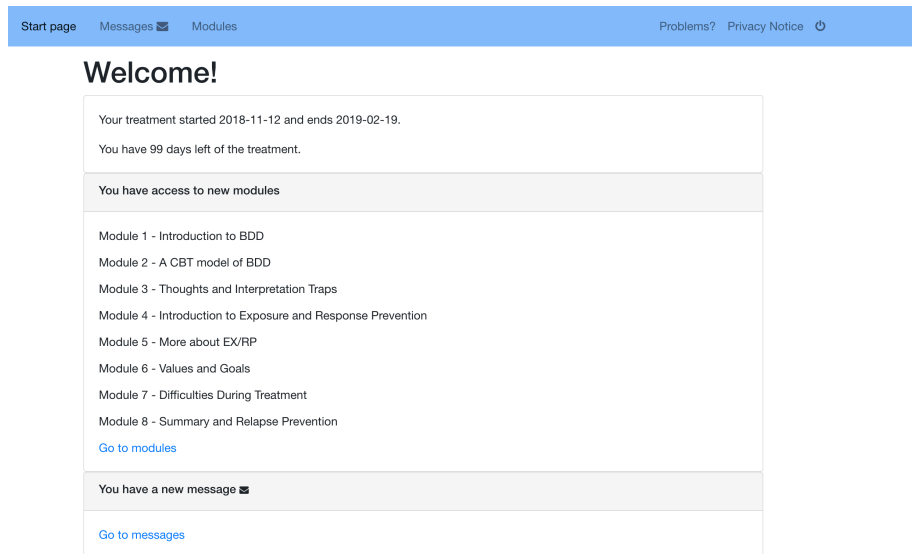 Start page Messages Modules Problems? Privacy Notice
Welcome!
Your treatment started 2018-11-12 and ends 2019-02-19.
You have 99 days left of the treatment.
You have access to new modules
Module 1 - Introduction to BDD
Module 2 - A CBT model of BDD
Module 3 - Thoughts and Interpretation Traps
Module 4 - Introduction to Exposure and Response Prevention
Module 5 - More about EX/RP
Module 6 - Values and Goals
Module 7 - Difficulties During Treatment
Module 8 - Summary and Relapse Prevention
Go to modules
You have a new message
Go to messages